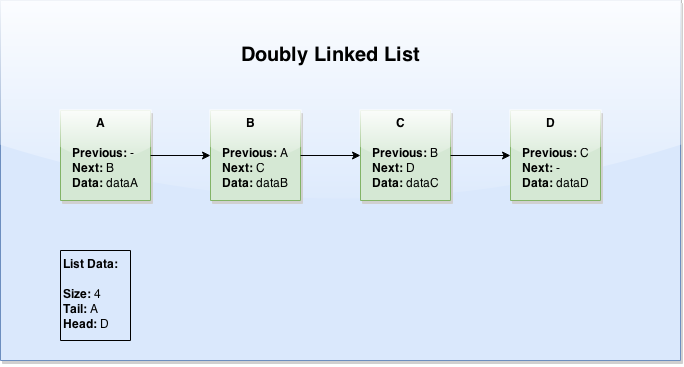 Doubly Linked List
A
Previous: -
Next: B
Data: dataA
B
Previous: A
Next: C
Data: dataB
C
Previous: B
Next: D
Data: dataC
D
Previous: C
Next: -
Data: dataD
List Data:
Size: 4
Tail: A
Head: D